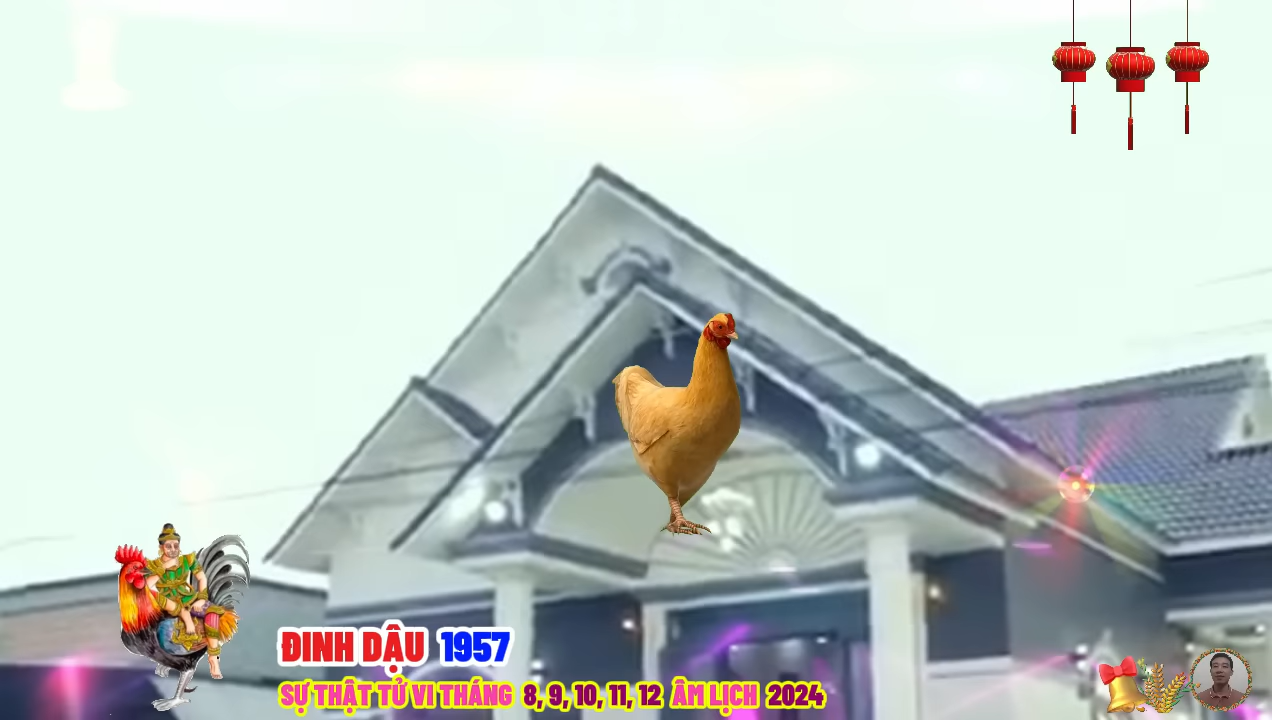 ĐINH DẬU 1957
SỰ THẬT TỬ VI THÁNG 8, 9, 10, 11, 12 ÂM LỊCH 2024